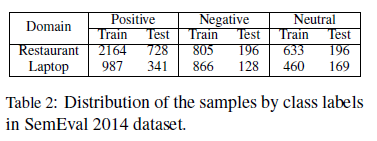 Domain Positive Negative Neutral
Train Test Train Test Train Test
Restaurant 2164 728 805 196 633 196
Laptop 987 341 866 128 460 169
Table 2: Distribution of the samples by class labels
in SemEval 2014 dataset.